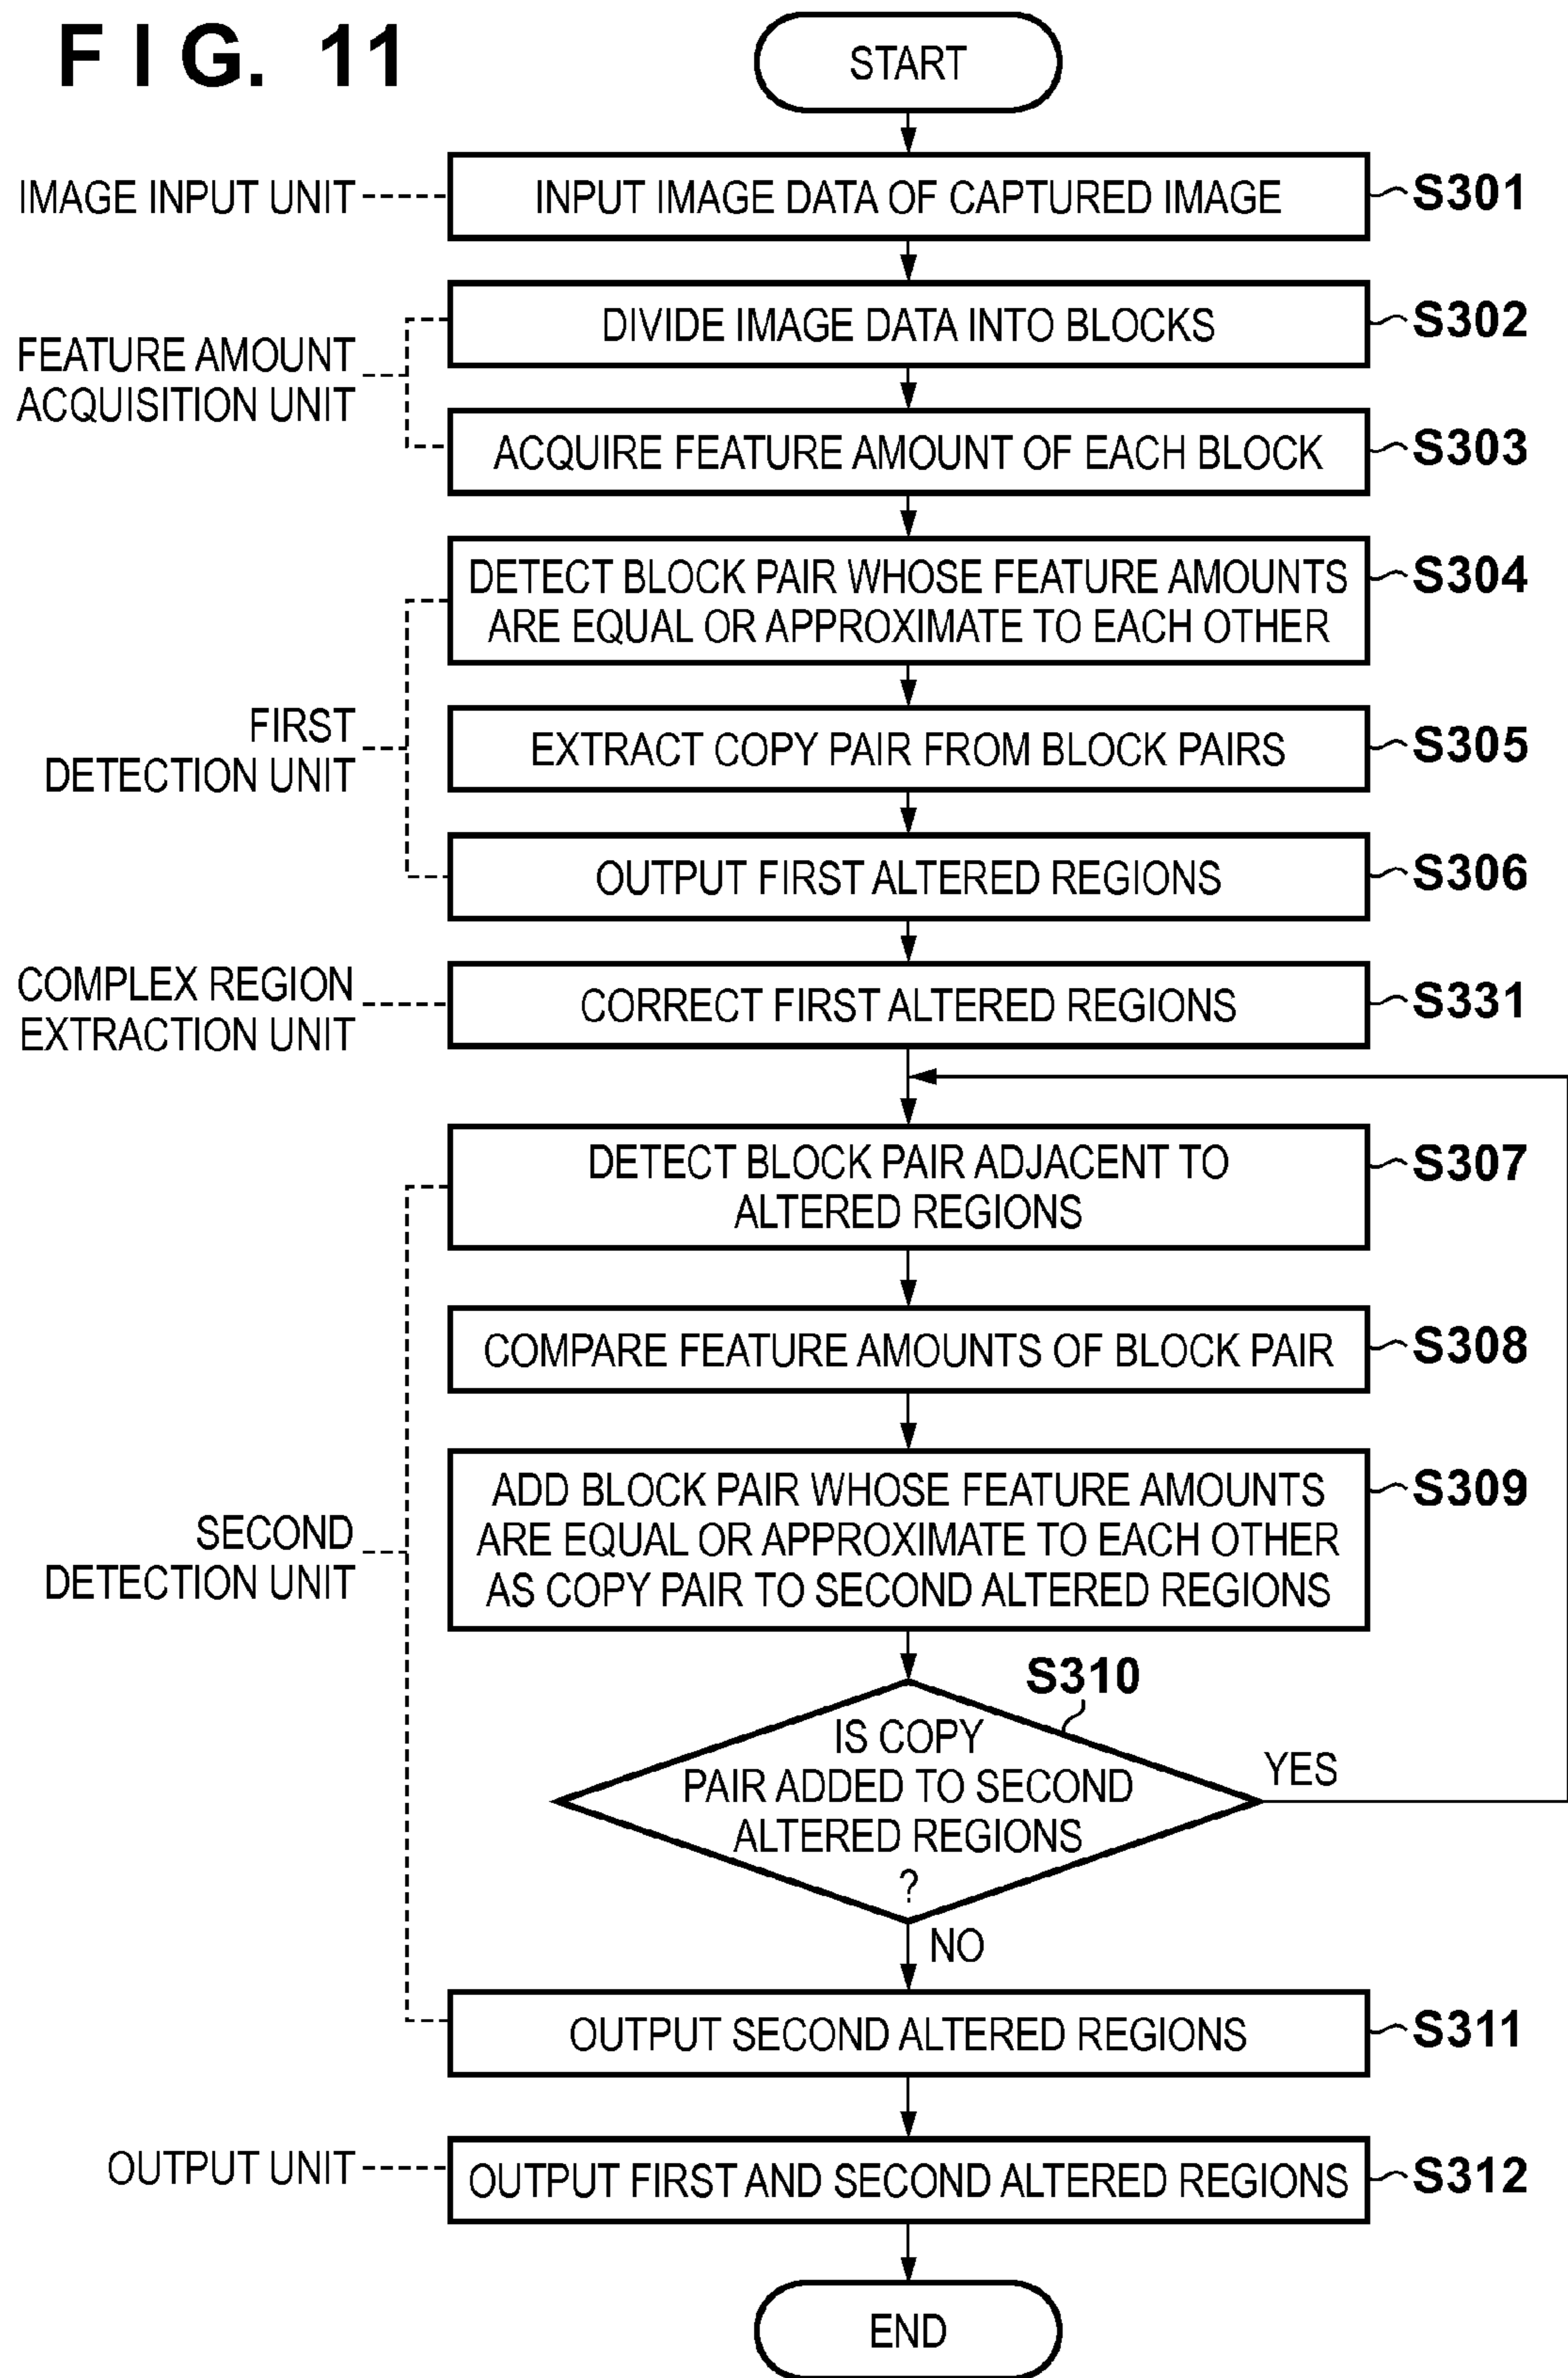 FIG. 11
START
IMAGE INPUT UNIT
INPUT IMAGE DATA OF CAPTURED IMAGE
S301
DIVIDE IMAGE DATA INTO BLOCKS
S302
FEATURE AMOUNT
ACQUISITION UNIT
ACQUIRE FEATURE AMOUNT OF EACH BLOCK
S303
DETECT BLOCK PAIR WHOSE FEATURE AMOUNTS
ARE EQUAL OR APPROXIMATE TO EACH OTHER
S304
FIRST
DETECTION UNIT
EXTRACT COPY PAIR FROM BLOCK PAIRS
S305
OUTPUT FIRST ALTERED REGIONS
S306
COMPLEX REGION
EXTRACTION UNIT
CORRECT FIRST ALTERED REGIONS
S331
DETECT BLOCK PAIR ADJACENT TO
ALTERED REGIONS
S307
COMPARE FEATURE AMOUNTS OF BLOCK PAIR
S308
SECOND
DETECTION UNIT
ADD BLOCK PAIR WHOSE FEATURE AMOUNTS
ARE EQUAL OR APPROXIMATE TO EACH OTHER
AS COPY PAIR TO SECOND ALTERED REGIONS
S309
S310
IS COPY
PAIR ADDED TO SECOND
ALTERED REGIONS
?
YES
NO
OUTPUT SECOND ALTERED REGIONS
S311
OUTPUT UNIT
OUTPUT FIRST AND SECOND ALTERED REGIONS
S312
END